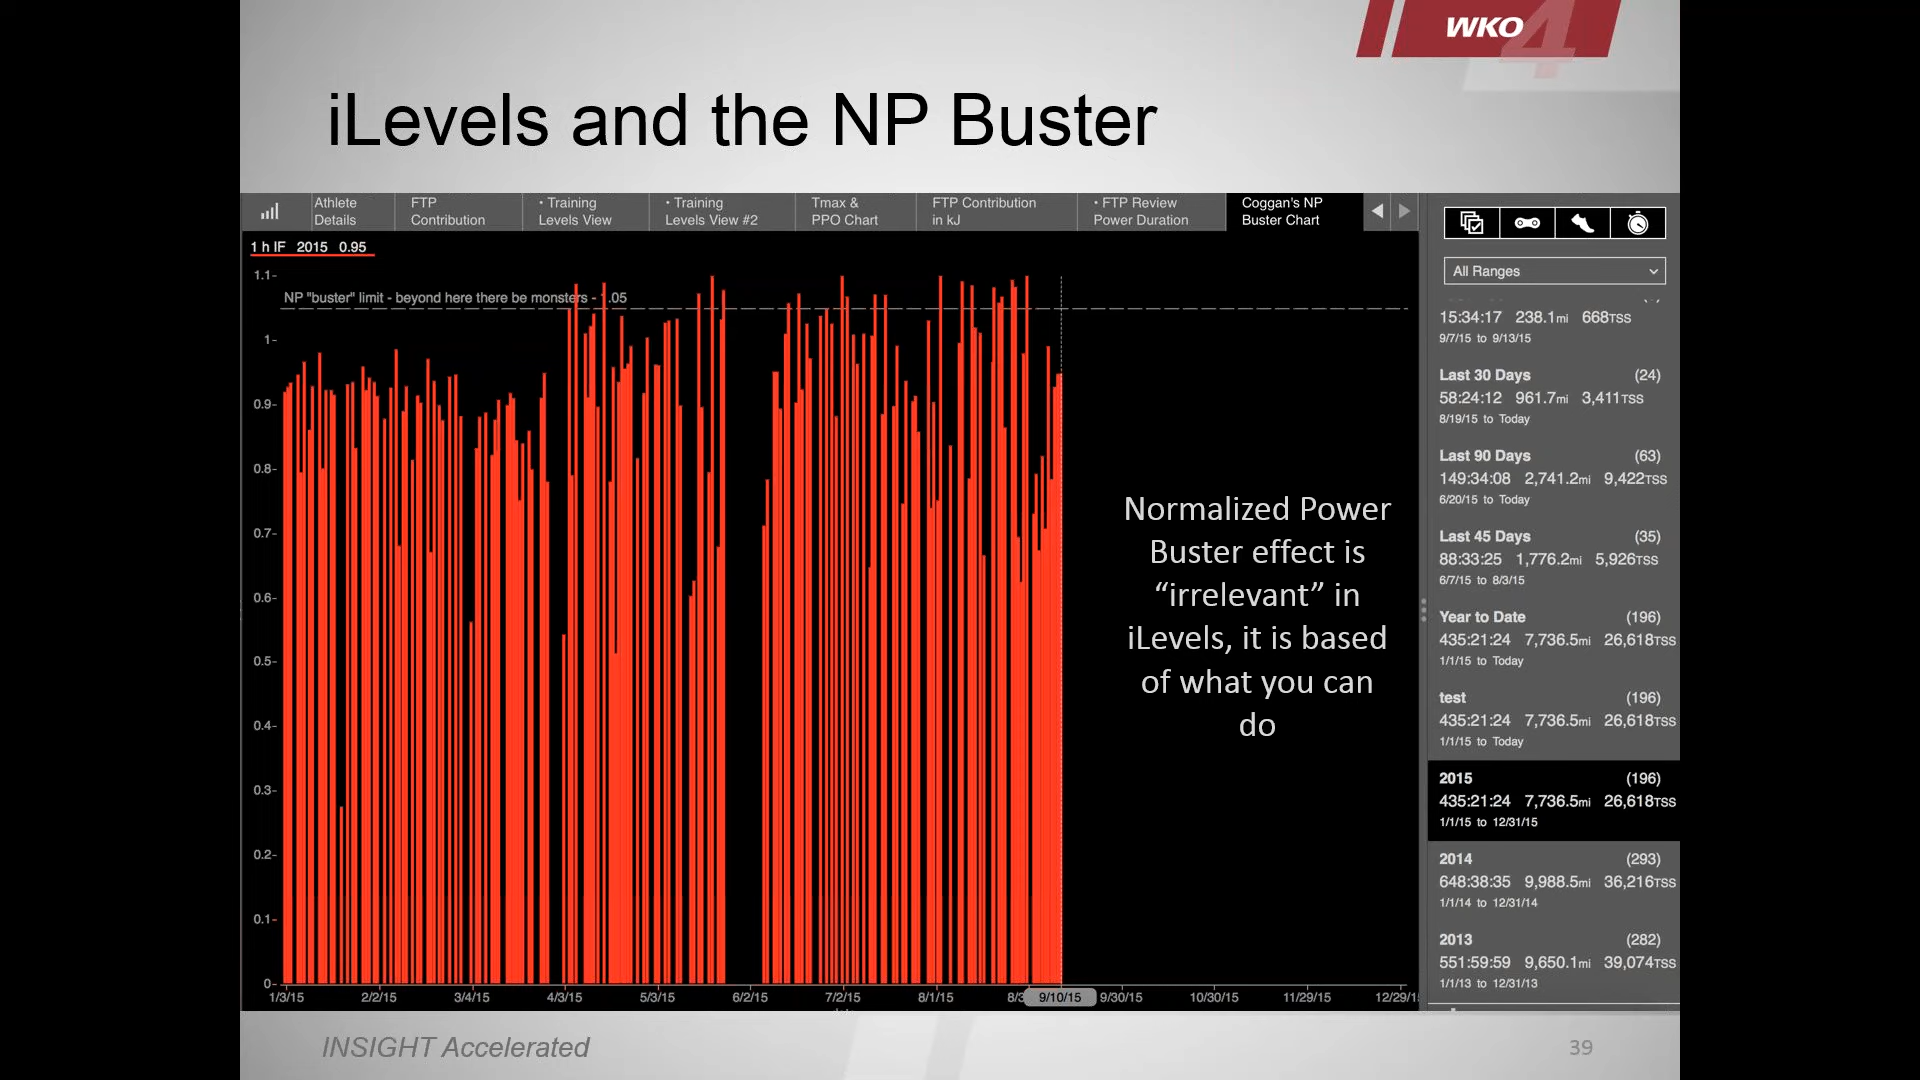 WKO 4
iLevels and the NP Buster
Athlete Details
FTP Contribution
• Training Levels View
• Training Levels View #2
Tmax & PPO Chart
FTP Contribution in kJ
• FTP Review Power Duration
Coggan's NP Buster Chart
1 h IF 2015 0.95
1.1-
NP "buster" limit - beyond here there be monsters - 1.05
1-
0.9-
0.8-
0.7-
0.6-
0.5-
0.4-
0.3-
0.2-
0.1-
0-
1/3/15 2/2/15 3/4/15 4/3/15 5/3/15 6/2/15 7/2/15 8/1/15 8/3 9/10/15 9/30/15 10/30/15 11/29/15 12/29/1
Normalized Power
Buster effect is
“irrelevant” in
iLevels, it is based
of what you can
do
All Ranges
15:34:17 238.1mi 668TSS
9/7/15 to 9/13/15
Last 30 Days (24)
58:24:12 961.7mi 3,411TSS
8/19/15 to Today
Last 90 Days (63)
149:34:08 2,741.2mi 9,422TSS
6/20/15 to Today
Last 45 Days (35)
88:33:25 1,776.2mi 5,926TSS
6/7/15 to 8/3/15
Year to Date (196)
435:21:24 7,736.5mi 26,618TSS
1/1/15 to Today
test (196)
435:21:24 7,736.5mi 26,618TSS
1/1/15 to Today
2015 (196)
435:21:24 7,736.5mi 26,618TSS
1/1/15 to 12/31/15
2014 (293)
648:38:35 9,988.5mi 36,216TSS
1/1/14 to 12/31/14
2013 (282)
551:59:59 9,650.1mi 39,074TSS
1/1/13 to 12/31/13
INSIGHT Accelerated
39